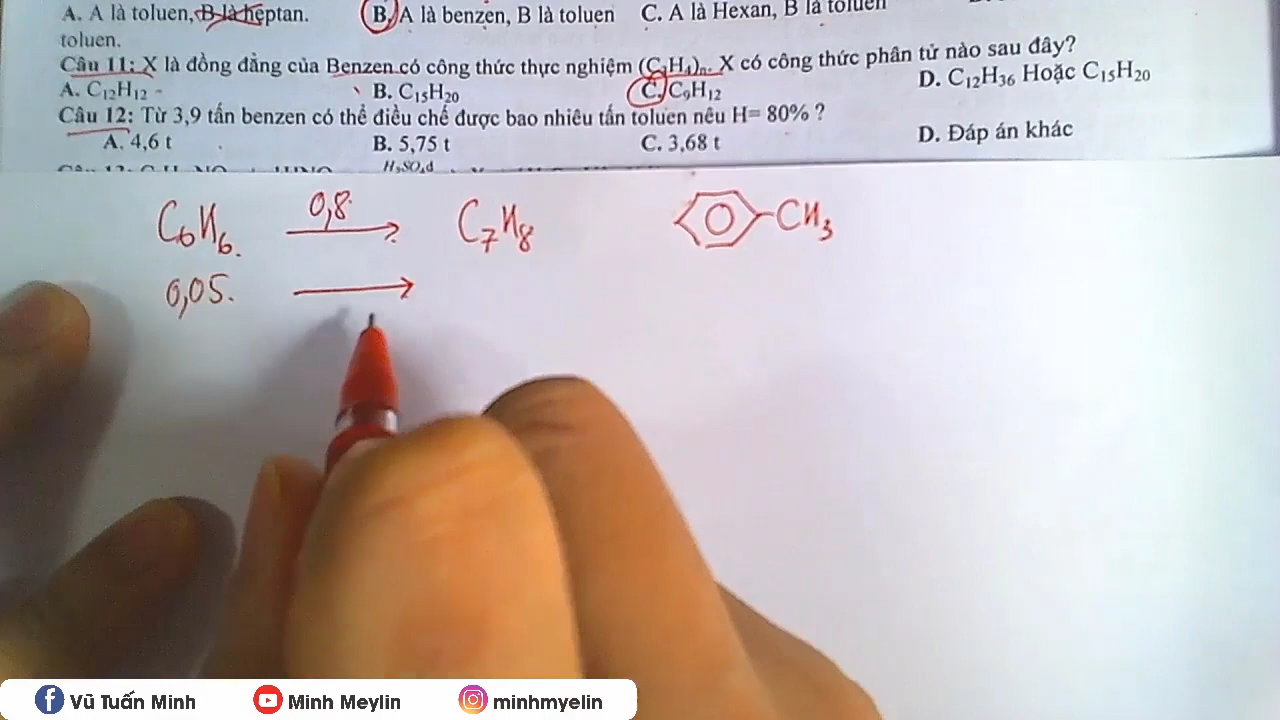 A. A là toluen, B là heptan. B. A là benzen, B là toluen C. A là Hexan, B là toluen
toluen.
Câu 11: X là đồng đẳng của Benzen có công thức thực nghiệm (C₃H₄)ₙ. X có công thức phân tử nào sau đây?
A. C₁₂H₁₂ B. C₁₅H₂₀ C. C₉H₁₂ D. C₁₂H₃₆ Hoặc C₁₅H₂₀
Câu 12: Từ 3,9 tấn benzen có thể điều chế được bao nhiêu tấn toluen nếu H= 80% ?
A. 4,6 t B. 5,75 t C. 3,68 t D. Đáp án khác
H₂SO₄d
C₆H₆. 0,8 → C₇H₈ CH₃
0,05. →
Vũ Tuấn Minh Minh Meylin minhmyelin